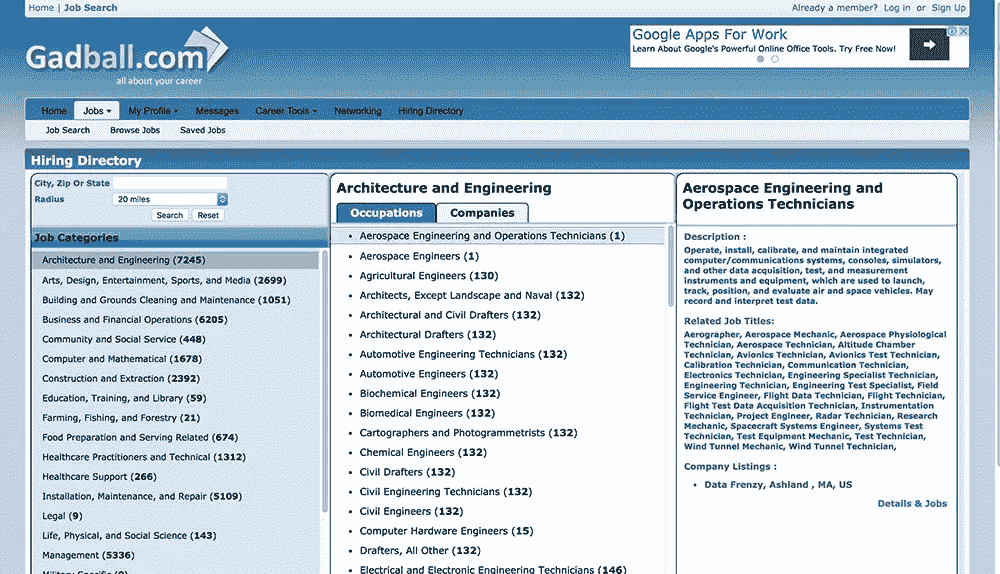 Home | Job Search
Already a member? Log in or Sign Up
Gadball.com
all about your career
Google Apps For Work
Learn About Google's Powerful Online Office Tools. Try Free Now!
Home Jobs My Profile Messages Career Tools Networking Hiring Directory
Job Search Browse Jobs Saved Jobs
Hiring Directory
City, Zip Or State
Radius 20 miles
Search Reset
Job Categories
Architecture and Engineering (7245)
Arts, Design, Entertainment, Sports, and Media (2699)
Building and Grounds Cleaning and Maintenance (1051)
Business and Financial Operations (6205)
Community and Social Service (448)
Computer and Mathematical (1678)
Construction and Extraction (2392)
Education, Training, and Library (59)
Farming, Fishing, and Forestry (21)
Food Preparation and Serving Related (674)
Healthcare Practitioners and Technical (1312)
Healthcare Support (266)
Installation, Maintenance, and Repair (5109)
Legal (9)
Life, Physical, and Social Science (143)
Management (5336)
Architecture and Engineering
Occupations Companies
• Aerospace Engineering and Operations Technicians (1)
• Aerospace Engineers (1)
• Agricultural Engineers (130)
• Architects, Except Landscape and Naval (132)
• Architectural and Civil Drafters (132)
• Architectural Drafters (132)
• Automotive Engineering Technicians (132)
• Automotive Engineers (132)
• Biochemical Engineers (132)
• Biomedical Engineers (132)
• Cartographers and Photogrammetrists (132)
• Chemical Engineers (132)
• Civil Drafters (132)
• Civil Engineering Technicians (132)
• Civil Engineers (132)
• Computer Hardware Engineers (15)
• Drafters, All Other (132)
• Electrical and Electronic Engineering Technicians (146)
Aerospace Engineering and
Operations Technicians
Description :
Operate, install, calibrate, and maintain integrated
computer/communications systems, consoles, simulators,
and other data acquisition, test, and measurement
instruments and equipment, which are used to launch,
track, position, and evaluate air and space vehicles. May
record and interpret test data.
Related Job Titles:
Aerographer, Aerospace Mechanic, Aerospace Physiological
Technician, Aerospace Technician, Altitude Chamber
Technician, Avionics Technician, Avionics Test Technician,
Calibration Technician, Communication Technician,
Electronics Technician, Engineering Specialist Technician,
Engineering Technician, Engineering Test Specialist, Field
Service Engineer, Flight Data Technician, Flight Technician,
Flight Test Data Acquisition Technician, Instrumentation
Technician, Project Engineer, Radar Technician, Research
Mechanic, Spacecraft Systems Engineer, Systems Test
Technician, Test Equipment Mechanic, Test Technician,
Wind Tunnel Mechanic, Wind Tunnel Technician,
Company Listings :
• Data Frenzy, Ashland , MA, US
Details & Jobs